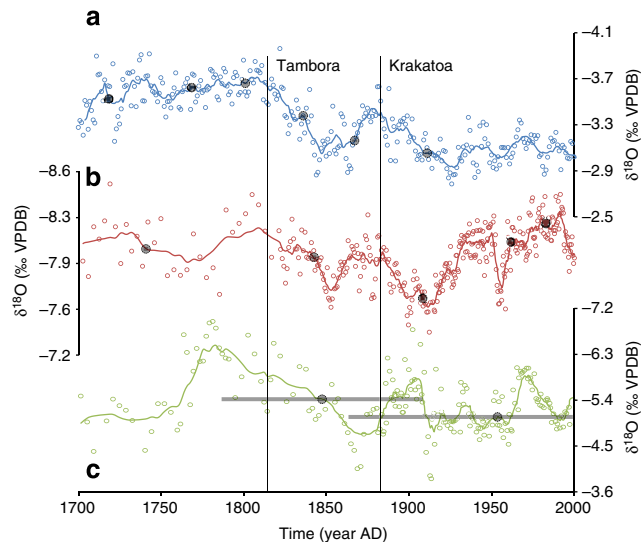 a
Tambora
Krakatoa
–4.1
–3.7
–3.3
–2.9
–2.5
δ18O (‰ VPDB)
b
–8.6
–8.3
–7.9
–7.6
–7.2
δ18O (‰ VPDB)
–7.2
–6.3
–5.4
–4.5
–3.6
δ18O (‰ VPDB)
c
1700
1750
1800
1850
1900
1950
2000
Time (year AD)